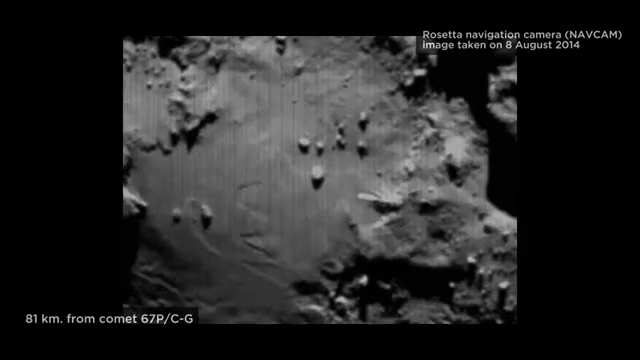 Rosetta navigation camera (NAVCAM)
image taken on 8 August 2014
81 km. from comet 67P/C-G